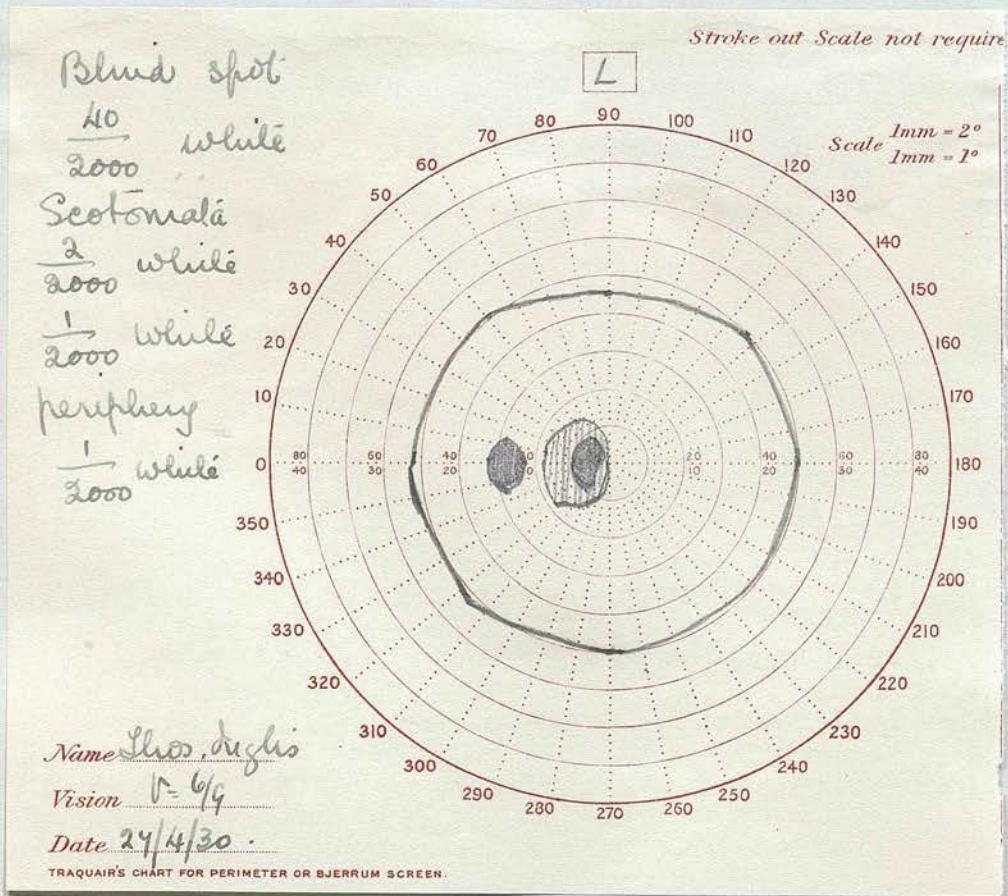 Stroke out Scale not require
L
Scale 1mm = 2°
1mm = 1°
Blind spot
40/2000 white
Scotomata
2/2000 white
1/2000 white
periphery
1/2000 white
90
80 100
70 110
60 120
50 130
40 140
30 150
20 160
10 170
0 80 40 60 30 40 20 20 10 40 20 60 30 80 40 180
350 190
340 200
330 210
320 220
310 230
300 240
290 250
280 260
270
Name Thos. Inglis
Vision V= 6/9
Date 27/4/30.
TRAQUAIR'S CHART FOR PERIMETER OR BJERRUM SCREEN.